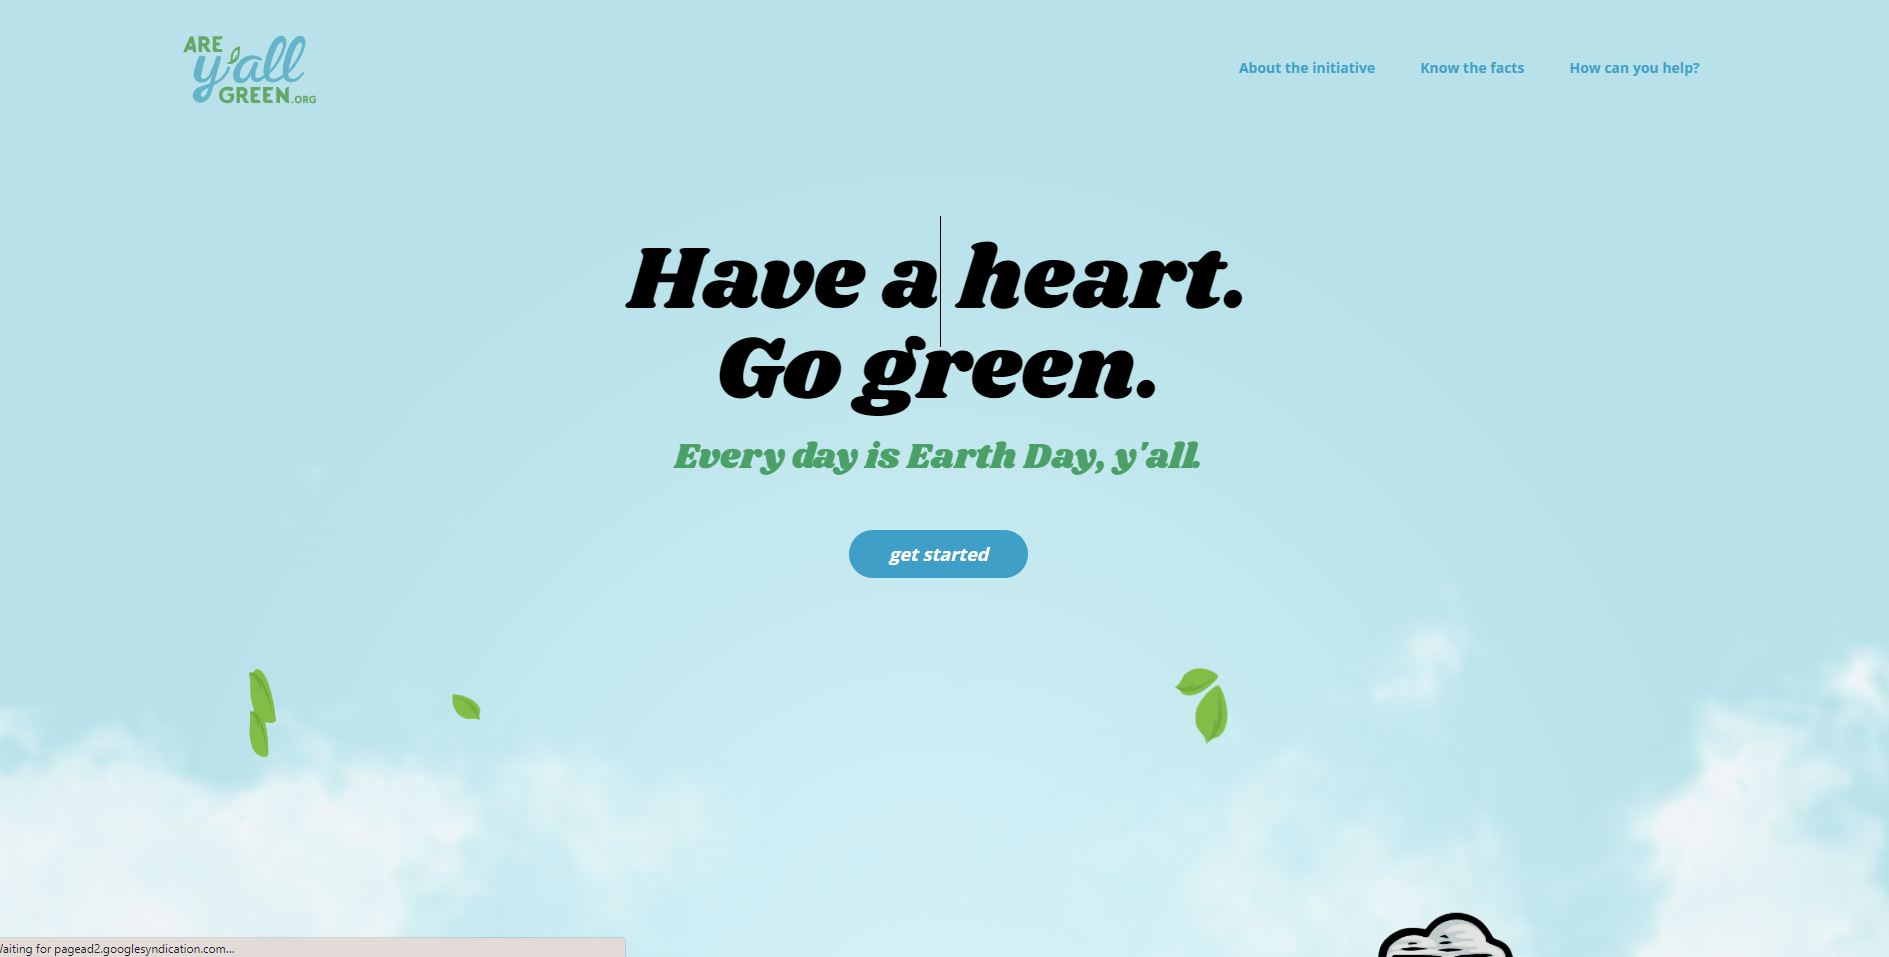 ARE
y'all
GREEN.ORG
About the initiative
Know the facts
How can you help?
Have a heart.
Go green.
Every day is Earth Day, y'all.
get started
aiting for pagead2.googlesyndication.com...